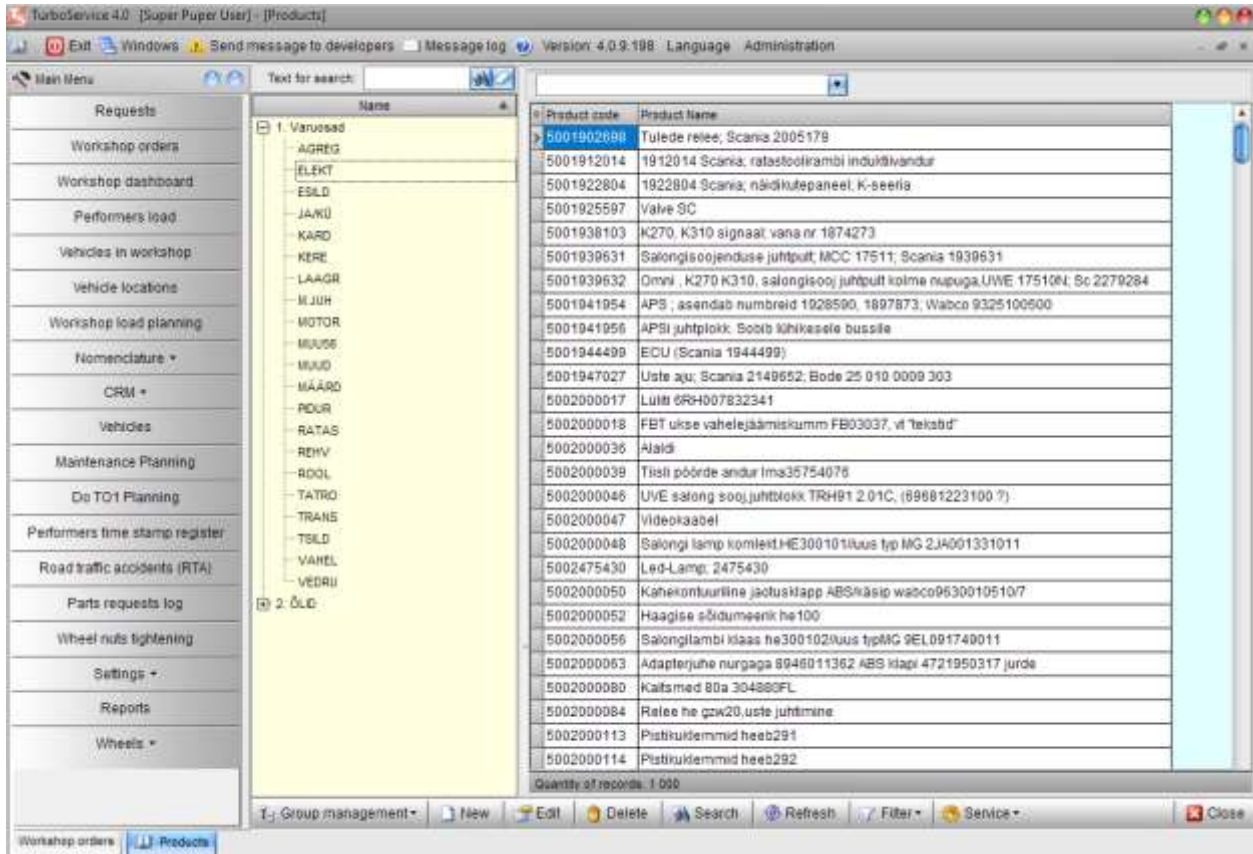 TurboService 4.0 [Super Puper User] - [Products]
Exit Windows Send message to developers Message log Version: 4.0.9.198 Language Administration
Main Menu
Requests
Workshop orders
Workshop dashboard
Performers load
Vehicles in workshop
Vehicle locations
Workshop load planning
Nomenclature
CRM
Vehicles
Maintenance Planning
Do TO1 Planning
Performers time stamp register
Road traffic accidents (RTA)
Parts requests log
Wheel nuts tightening
Settings
Reports
Wheels
Text for search:
Name
1. Varuosad
AGREG
ELEKT
ESILD
JA/KÜ
KARD
KERE
LAAGR
M.JUH
MOTOR
MUUD
MÄÄRD
PIDUR
RATAS
REHV
ROOL
TATRO
TRANS
TSILD
VAHEL
VEDRU
2. ÕLID
Product code Product Name
5001902698 Tulede relee; Scania 2005179
5001912014 1912014 Scania; ratastoolirambi induktiivandur
5001922804 1922804 Scania; näidikutepaneel; K-seeria
5001925597 Valve SC
5001938103 K270, K310 signaal; vana nr 1874273
5001939631 Salongisoojenduse juhtpult; MCC 17511; Scania 1939631
5001939632 Omni , K270 K310, salongisooj juhtpult kolme nupuga,UWE 17510N; Sc 2279284
5001941954 APS ; asendab numbreid 1928590, 1897873; Wabco 9325100600
5001941956 APSi juhtplokk. Sobib lühikesele bussile
5001944499 ECU (Scania 1944499)
5001947027 Uste aju; Scania 2149652; Bode 25 010 0009 303
5002000017 Lüliti 6RH007832341
5002000018 FBT ukse vahelejäämiskumm FB03037, vt "tekstid"
5002000036 Alaldi
5002000039 Tiisli pöörde andur Ima35754076
5002000046 UVE salong sooj.juhtblokk TRH91 2.01C, (69681223100 ?)
5002000047 Videokaabel
5002000048 Salongi lamp komlekt.HE300101/uus typ MG 2JA001331011
5002475430 Led-Lamp; 2475430
5002000050 Kahekontuuriline jaotusklapp ABS/käsip wabco9630010510/7
5002000052 Haagise sõidumeerik he100
5002000056 Salongilambi klaas he300102/uus typMG 9EL091749011
5002000063 Adapterjuhe nurgaga 8946011362 ABS klapi 4721950317 jurde
5002000080 Kaitsmed 80a 304880FL
5002000084 Relee he gzw20,uste juhtimine
5002000113 Pistikuklemmid heeb291
5002000114 Pistikuklemmid heeb292
Quantity of records: 1 000
Group management New Edit Delete Search Refresh Filter Service Close
Workshop orders Products